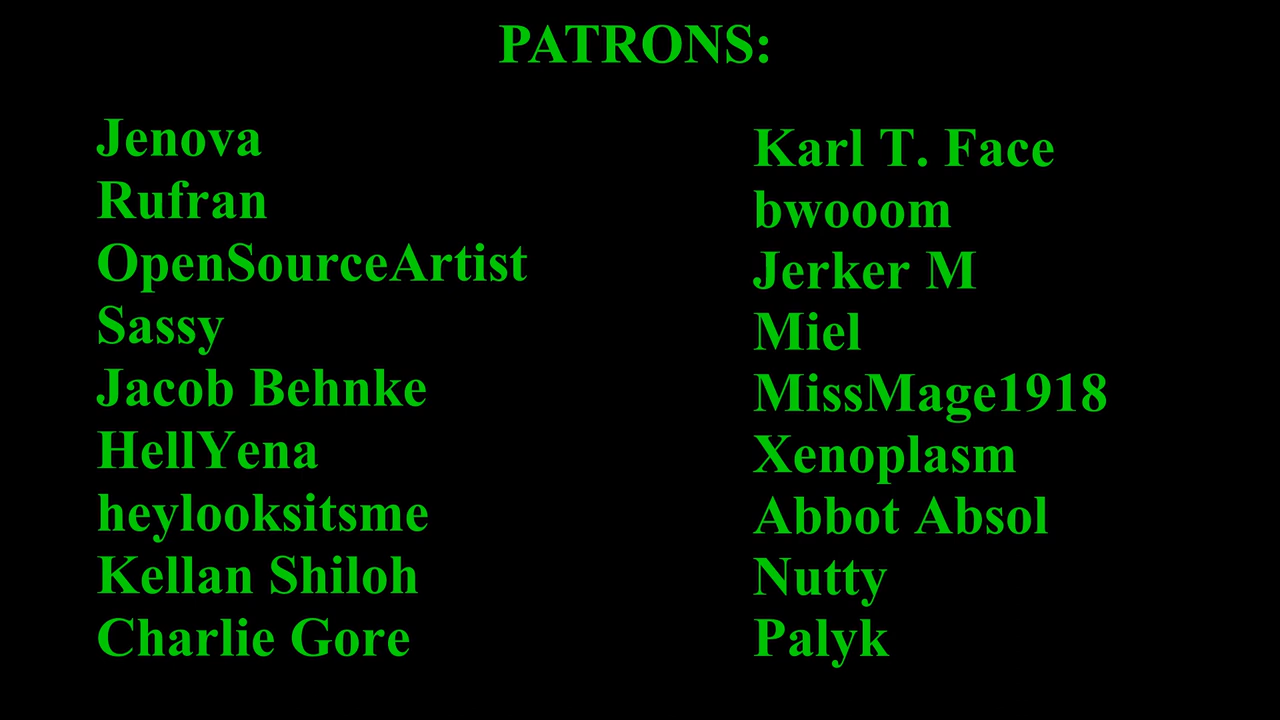 PATRONS:
Jenova
Rufran
OpenSourceArtist
Sassy
Jacob Behnke
HellYena
heylooksitsme
Kellan Shiloh
Charlie Gore
Karl T. Face
bwooom
Jerker M
Miel
MissMage1918
Xenoplasm
Abbot Absol
Nutty
Palyk